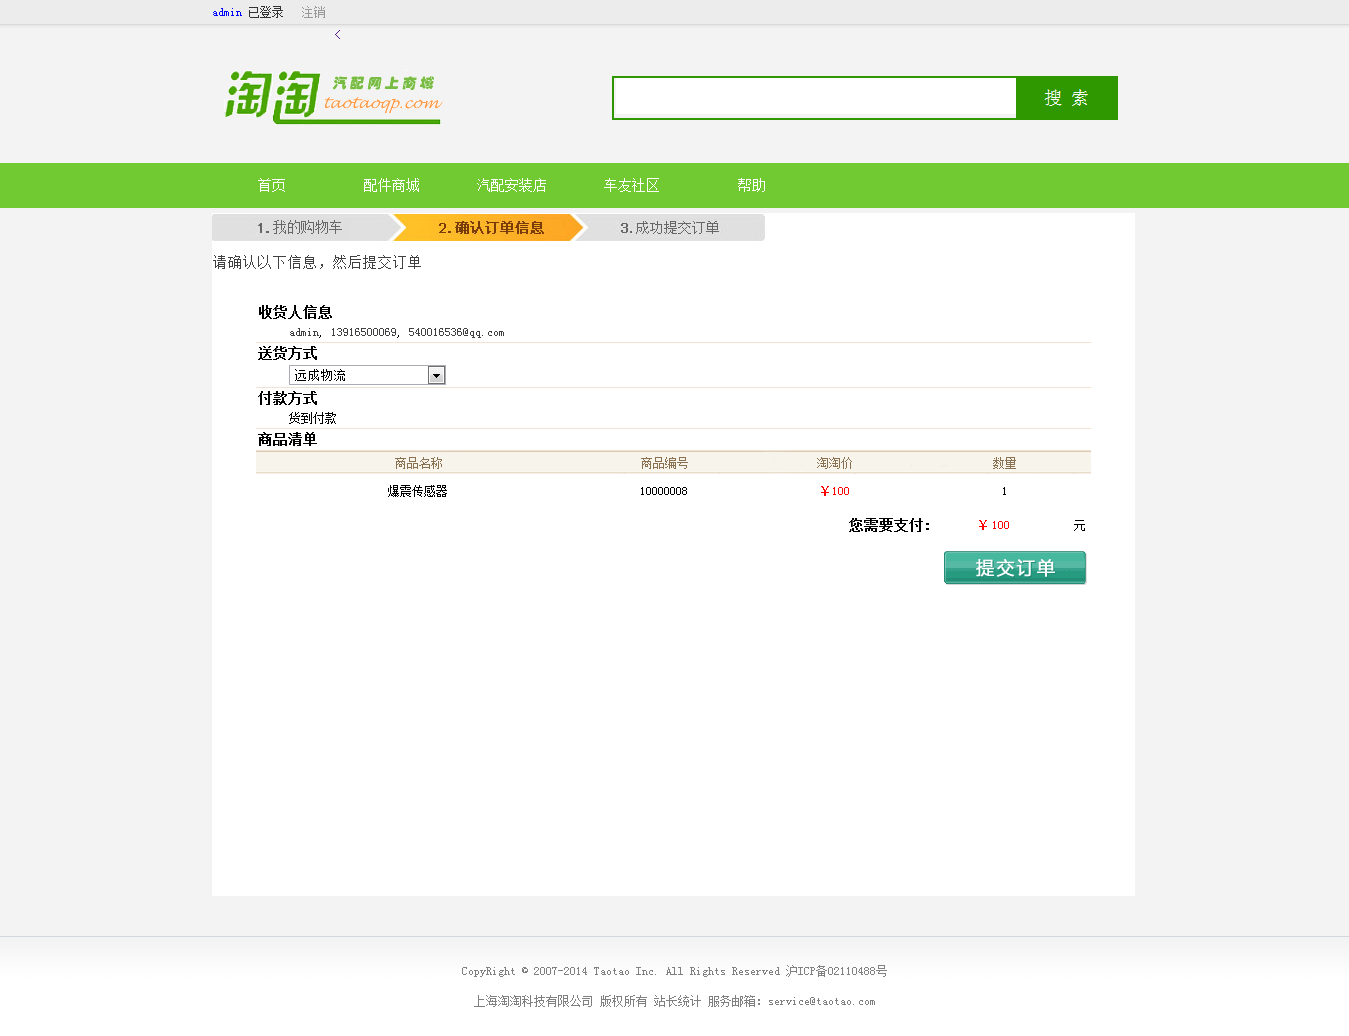 admin 已登录 注销
<
淘淘 汽配网上商城
taotaoqp.com
搜 索
首页 配件商城 汽配安装店 车友社区 帮助
1.我的购物车 2.确认订单信息 3.成功提交订单
请确认以下信息，然后提交订单
收货人信息
admin, 13916500069, 540016536@qq.com
送货方式
远成物流
付款方式
货到付款
商品清单
商品名称 商品编号 淘淘价 数量
爆震传感器 10000008 ￥100 1
您需要支付： ￥100 元
提交订单
CopyRight © 2007-2014 Taotao Inc. All Rights Reserved 沪ICP备02110488号
上海淘淘科技有限公司 版权所有 站长统计 服务邮箱：service@taotao.com